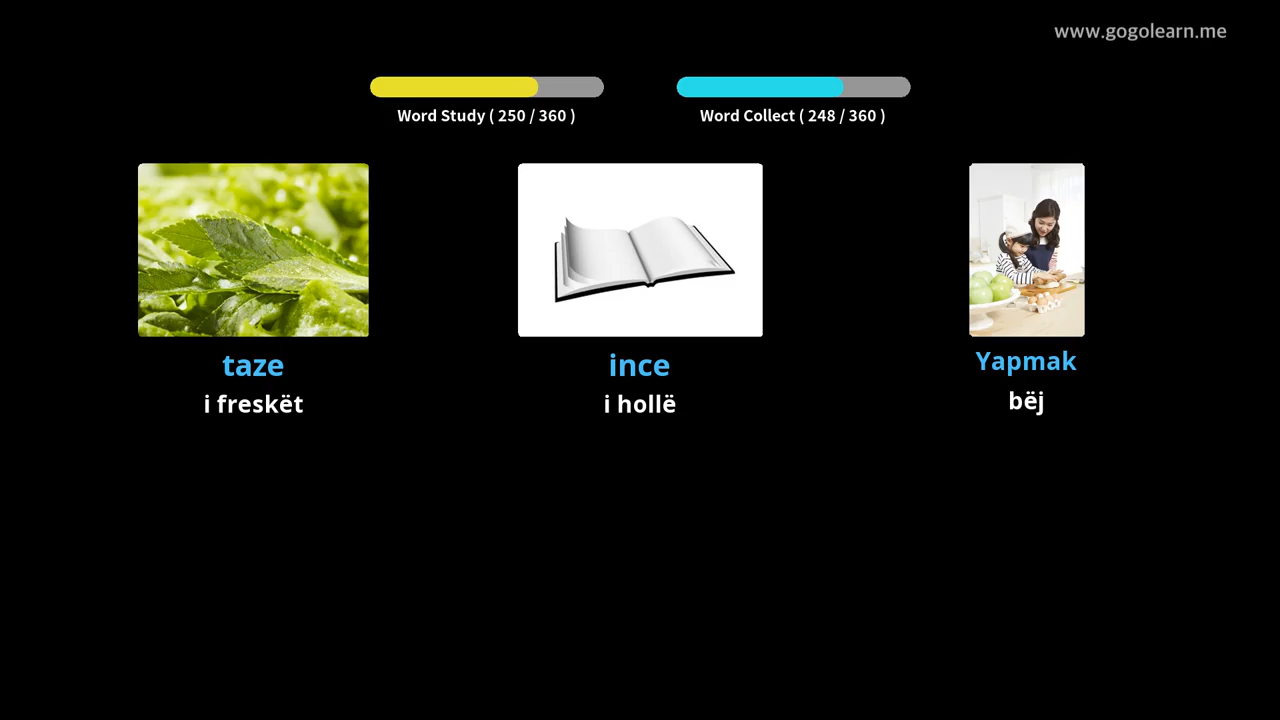 www.gogolearn.me
Word Study ( 250 / 360 )
Word Collect ( 248 / 360 )
taze
ince
Yapmak
i freskët
i hollë
bëj